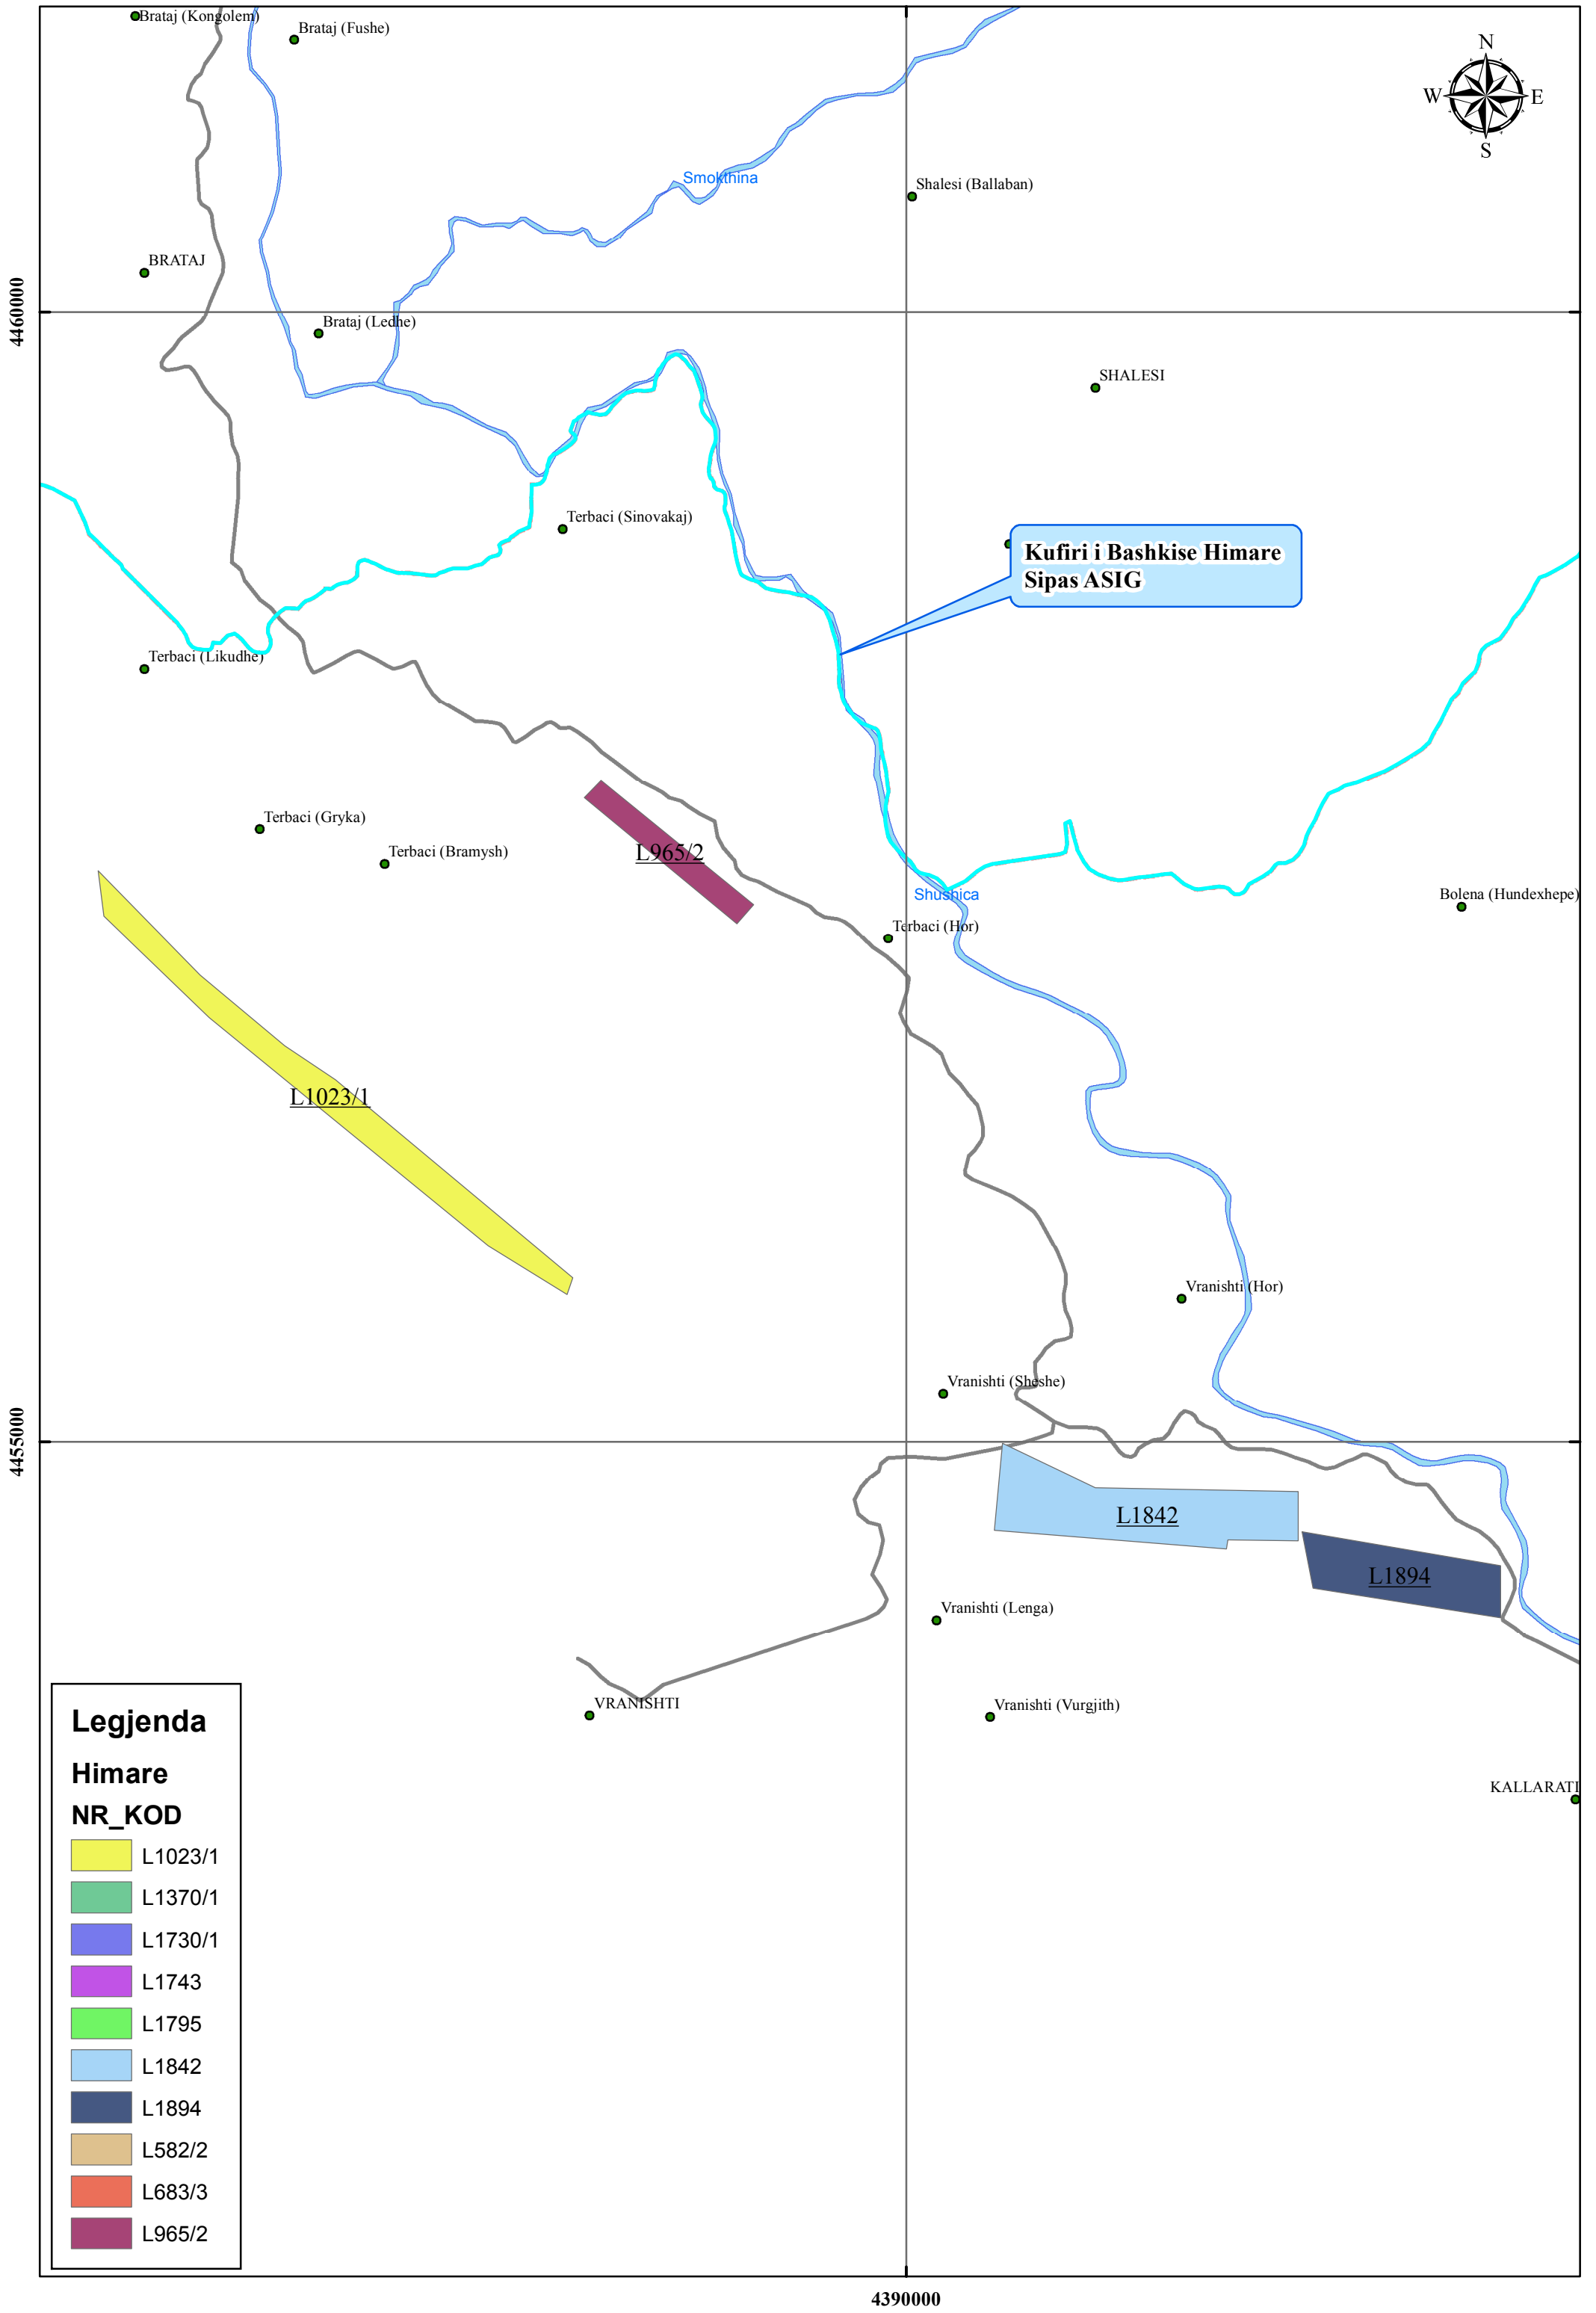 Brataj (Kongolem)
Brataj (Fushe)
N
W
E
S
Smokthina
Shalesi (Ballaban)
BRATAJ
4460000
Brataj (Ledhe)
SHALESI
Terbaci (Sinovakaj)
Kufiri i Bashkise Himare
Sipas ASIG
Terbaci (Likudhe)
Terbaci (Gryka)
Terbaci (Bramysh)
L965/2
Shushica
Bolena (Hundexhepe)
Terbaci (Hor)
L1023/1
Vranishti (Hor)
Vranishti (Sheshe)
4455000
L1842
L1894
Vranishti (Lenga)
VRANISHTI
Vranishti (Vurgjith)
KALLARATI
Legjenda
Himare
NR_KOD
L1023/1
L1370/1
L1730/1
L1743
L1795
L1842
L1894
L582/2
L683/3
L965/2
4390000